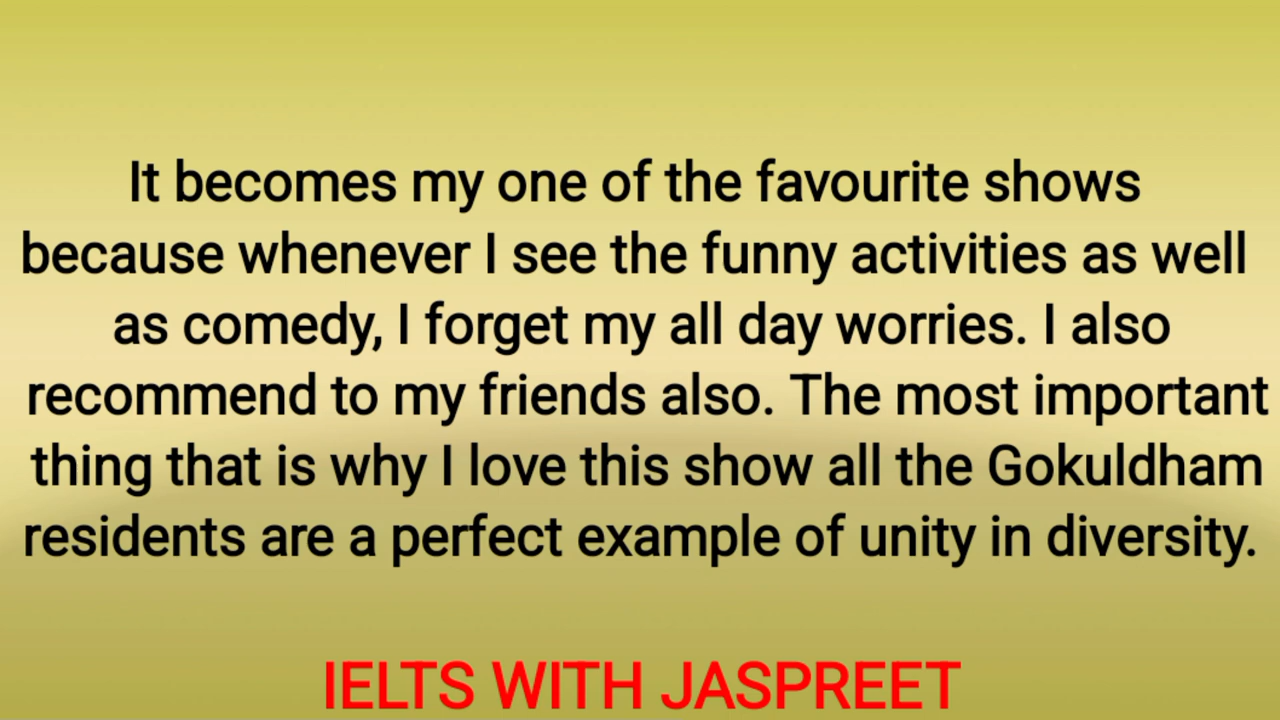 It becomes my one of the favourite shows
because whenever I see the funny activities as well
as comedy, I forget my all day worries. I also
recommend to my friends also. The most important
thing that is why I love this show all the Gokuldham
residents are a perfect example of unity in diversity.
IELTS WITH JASPREET